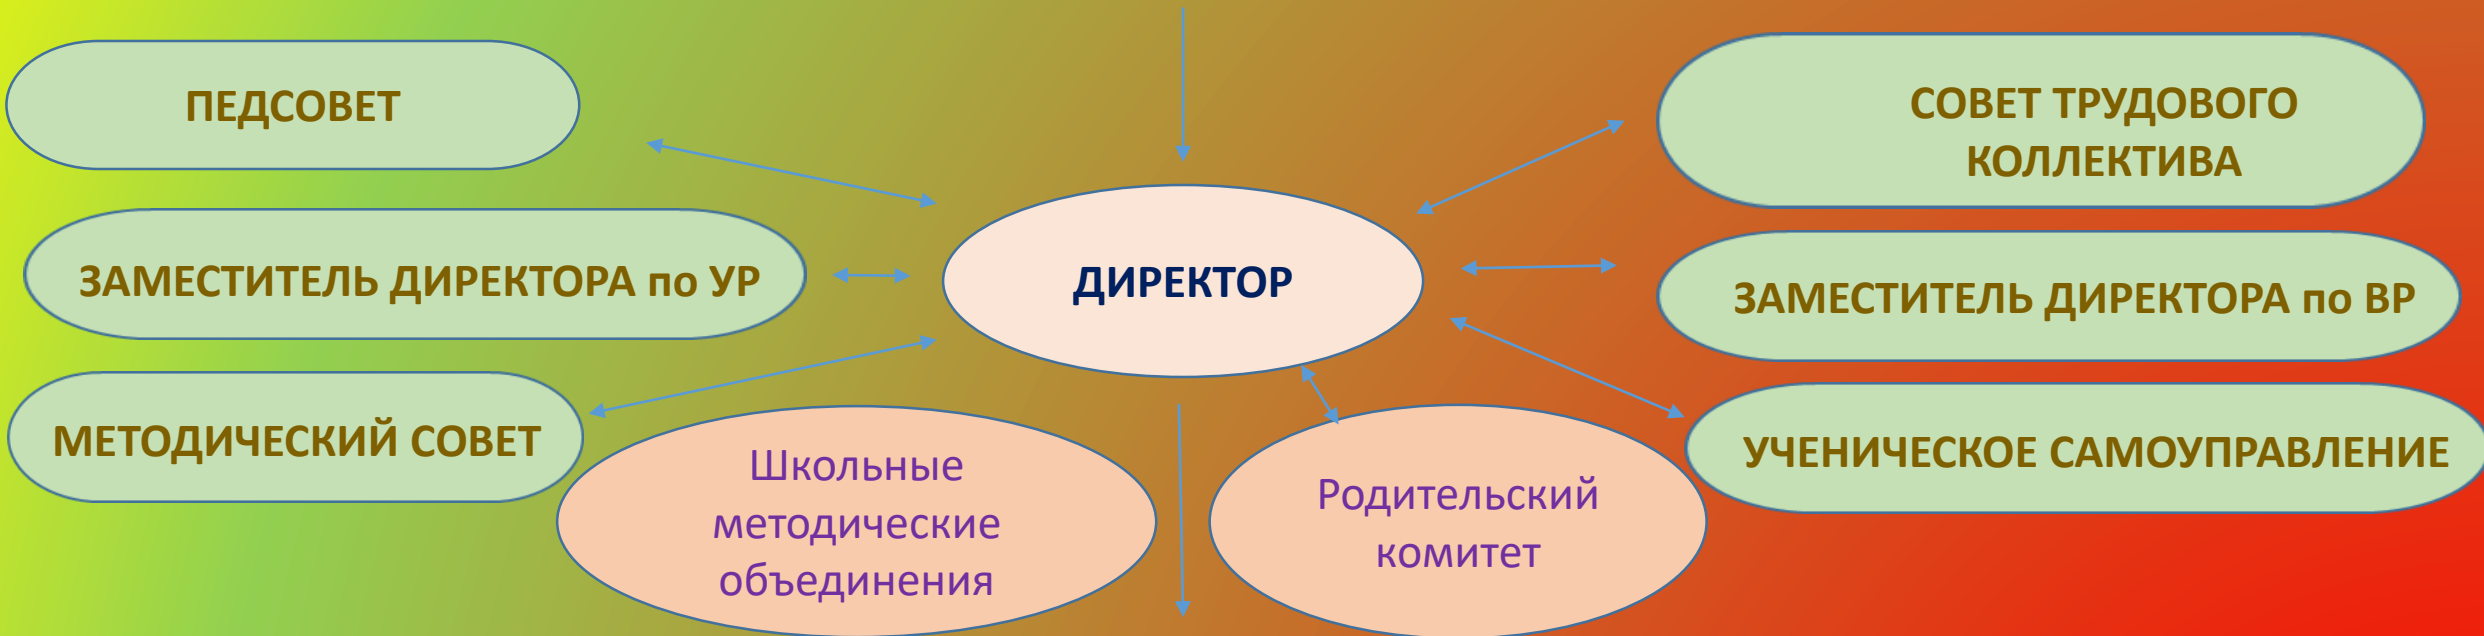 ПЕДСОВЕТ
СОВЕТ ТРУДОВОГО
КОЛЛЕКТИВА
ЗАМЕСТИТЕЛЬ ДИРЕКТОРА по УР
ДИРЕКТОР
ЗАМЕСТИТЕЛЬ ДИРЕКТОРА по ВР
МЕТОДИЧЕСКИЙ СОВЕТ
УЧЕНИЧЕСКОЕ САМОУПРАВЛЕНИЕ
Школьные
методические
объединения
Родительский
комитет